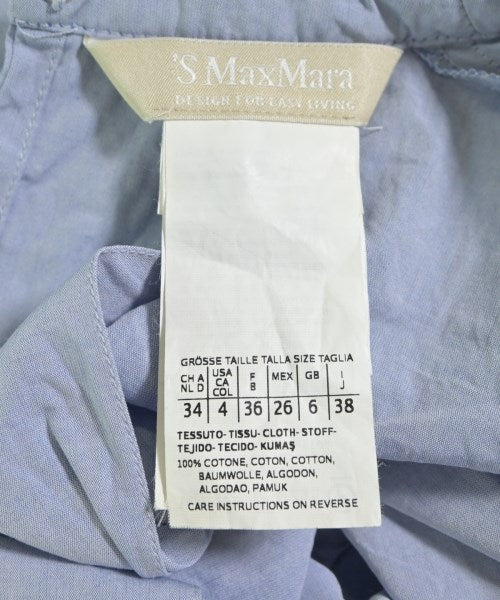 'S MaxMara
DESIGN FOR EASY LIVING
GRÖSSE TAILLE TALLA SIZE TAGLIA
CH A NL D USA CA COL F B MEX GB I J
34 4 36 26 6 38
TESSUTO-TISSU-CLOTH-STOFF-
TEJIDO-TECIDO-KUMAŞ
100% COTONE, COTON, COTTON,
BAUMWOLLE, ALGODON,
ALGODAO, PAMUK
CARE INSTRUCTIONS ON REVERSE